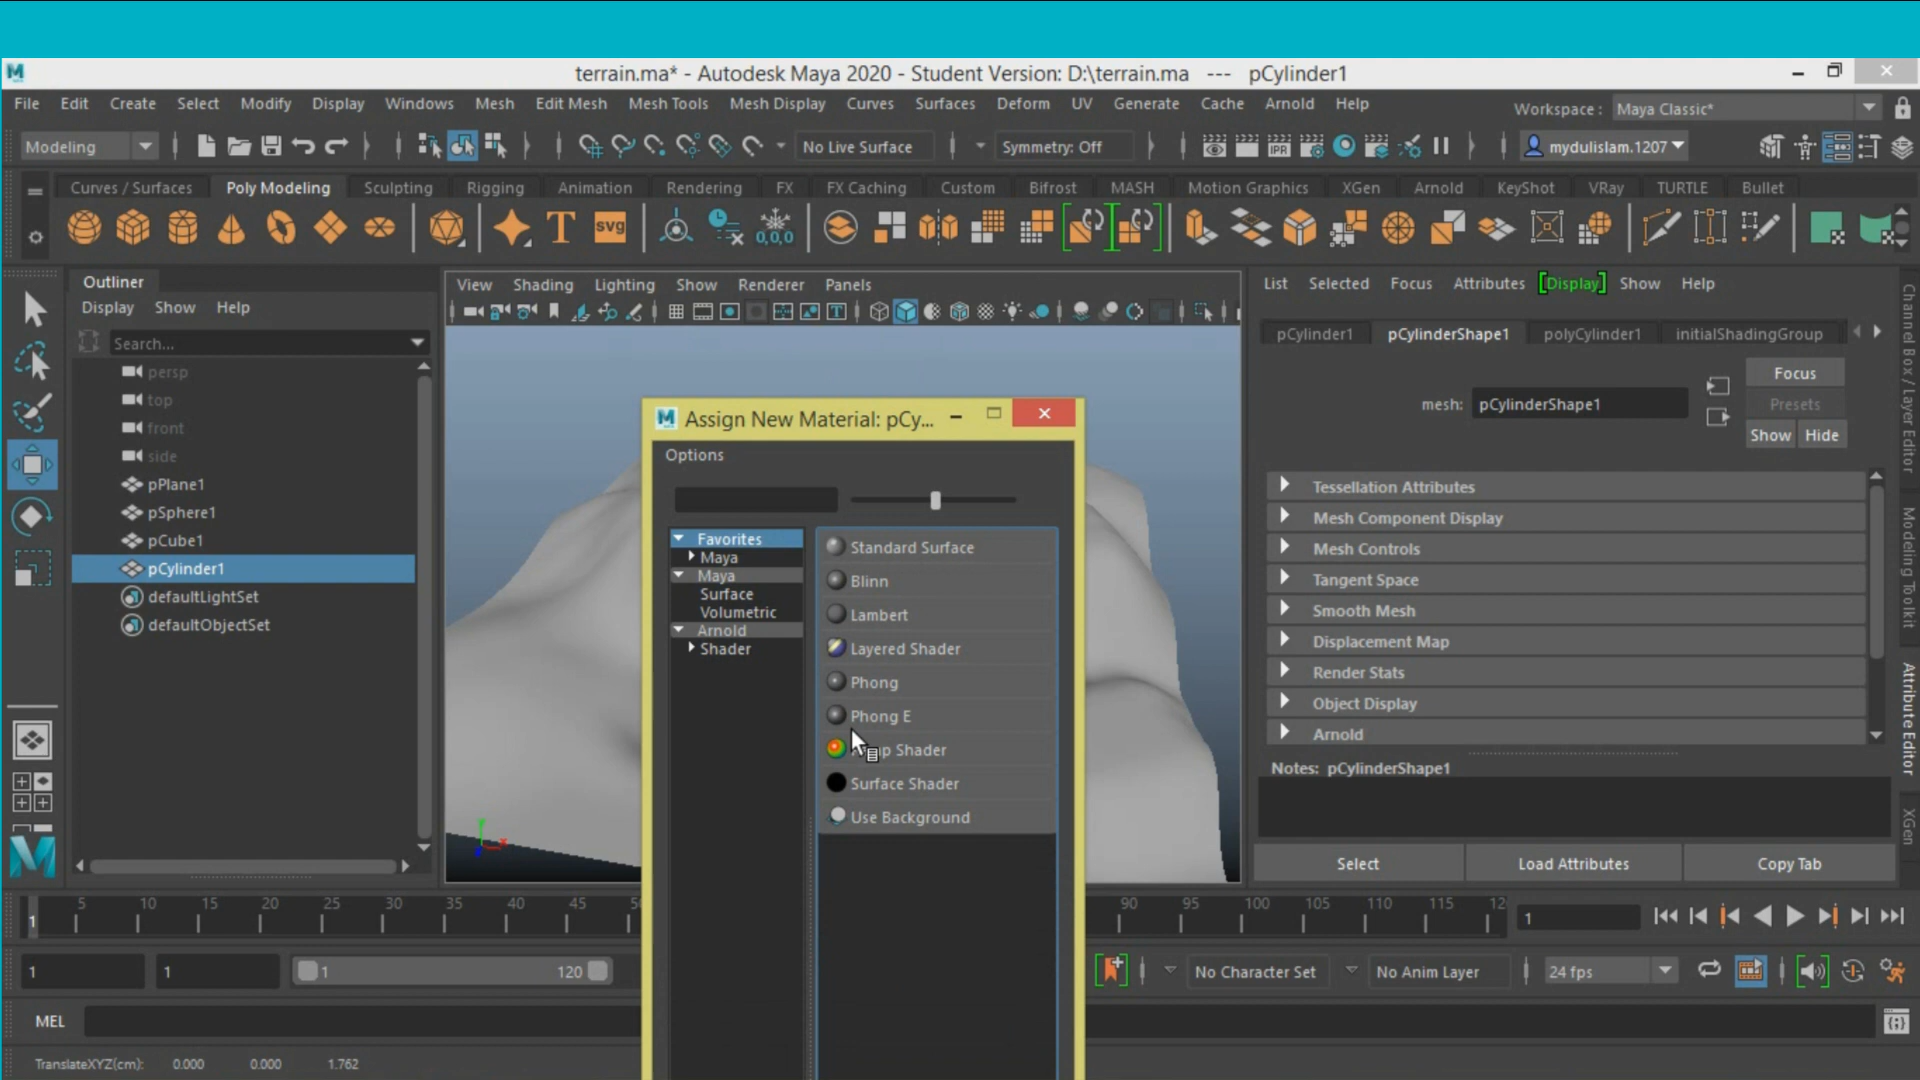 terrain.ma* - Autodesk Maya 2020 - Student Version: D:\terrain.ma --- pCylinder1
File Edit Create Select Modify Display Windows Mesh Edit Mesh Mesh Tools Mesh Display Curves Surfaces Deform UV Generate Cache Arnold Help
Workspace : Maya Classic*
Modeling
No Live Surface
Symmetry: Off
IPR
mydulislam.1207
Curves / Surfaces Poly Modeling Sculpting Rigging Animation Rendering FX FX Caching Custom Bifrost MASH Motion Graphics XGen Arnold KeyShot VRay TURTLE Bullet
T
SVG
0,0,0
Outliner
Display Show Help
Search...
persp
top
front
side
pPlane1
pSphere1
pCube1
pCylinder1
defaultLightSet
defaultObjectSet
View Shading Lighting Show Renderer Panels
Assign New Material: pCy...
Options
Favorites
Maya
Maya
Surface
Volumetric
Arnold
Shader
Standard Surface
Blinn
Lambert
Layered Shader
Phong
Phong E
Shader
Surface Shader
Use Background
List Selected Focus Attributes Display Show Help
pCylinder1 pCylinderShape1 polyCylinder1 initialShadingGroup
Focus
mesh: pCylinderShape1
Presets
Show Hide
Tessellation Attributes
Mesh Component Display
Mesh Controls
Tangent Space
Smooth Mesh
Displacement Map
Render Stats
Object Display
Arnold
Notes: pCylinderShape1
Select Load Attributes Copy Tab
Channel Box / Layer Editor
Modeling Toolkit
Attribute Editor
XGen
1 5 10 15 20 25 30 35 40 45 90 95 100 105 110 115
1
1 1 1 120
No Character Set
No Anim Layer
24 fps
MEL
TranslateXYZ(cm): 0.000 0.000 1.762